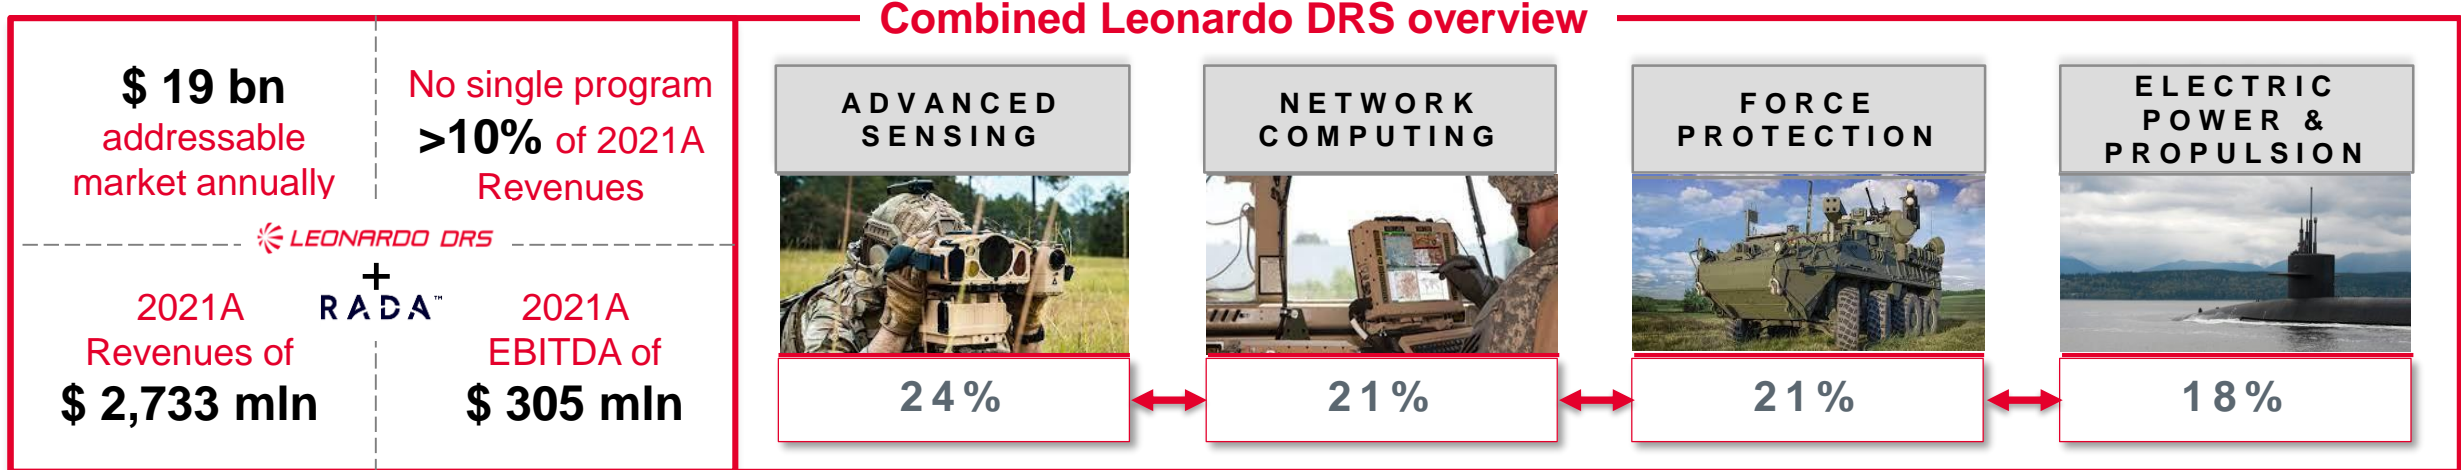 Combined Leonardo DRS overview
$ 19 bn
addressable
market annually
No single program
>10% of 2021A
Revenues
LEONARDO DRS
+
RADA™
2021A
Revenues of
$ 2,733 mln
2021A
EBITDA of
$ 305 mln
ADVANCED
SENSING
24%
NETWORK
COMPUTING
21%
FORCE
PROTECTION
21%
ELECTRIC
POWER &
PROPULSION
18%